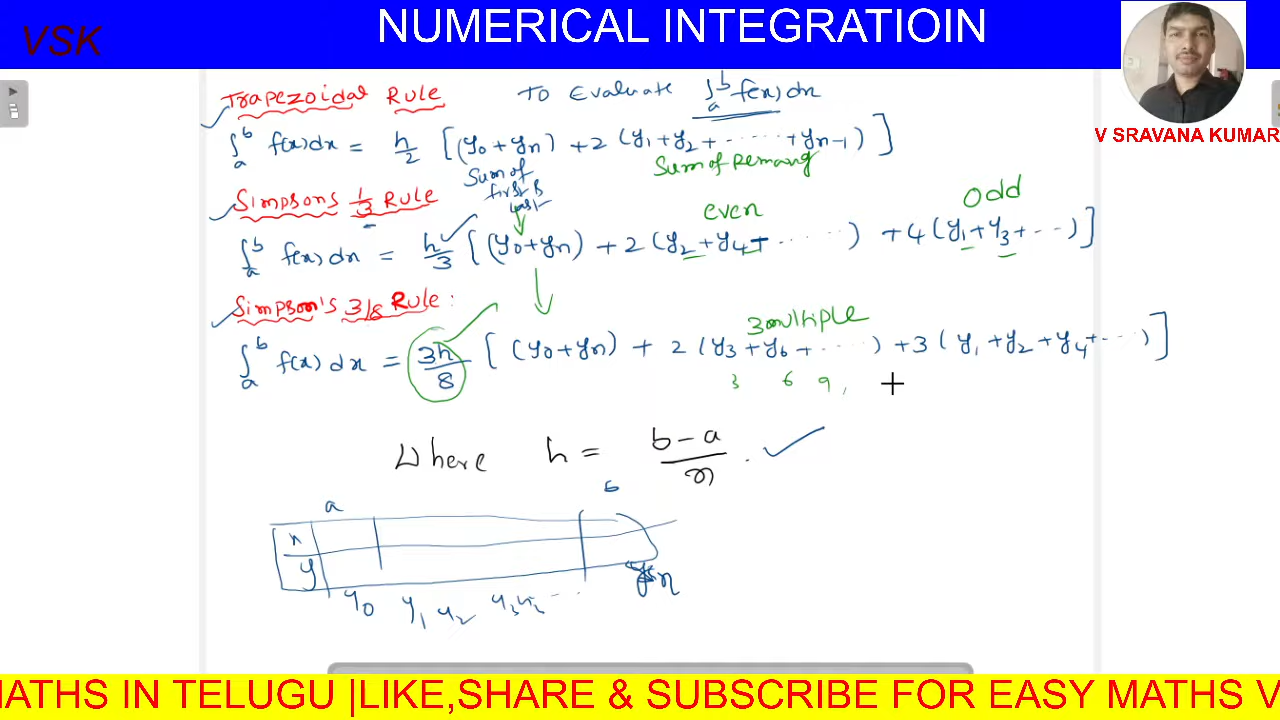 VSK
NUMERICAL INTEGRATIOIN
V SRAVANA KUMAR
Trapezoidal Rule To Evaluate ∫_a^b f(x)dx
∫_a^b f(x)dx = h/2 [(y0+yn) +2 (y1+y2+......+yn-1)]
Sum of first & last
Sum of Remang
Simpsons 1/3 Rule
even odd
∫_a^b f(x)dx = h/3 [(y0+yn) + 2 (y2+y4+......) +4(y1+y3+...)]
Simpson's 3/8 Rule:
3multiple
∫_a^b f(x)dx = 3h/8 [(y0+yn) + 2 (y3+y6+.....) +3(y1+y2+y4+...)]
3 6 9,
Where h = b-a/n.
a b
x
y
y0 y1 y2 y3 ... yn
MATHS IN TELUGU |LIKE,SHARE & SUBSCRIBE FOR EASY MATHS V